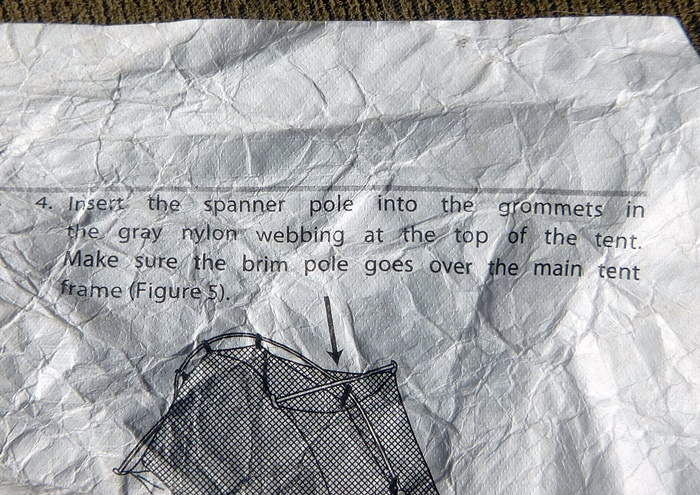 4. Insert the spanner pole into the grommets in
the gray nylon webbing at the top of the tent.
Make sure the brim pole goes over the main tent
frame (Figure 5).